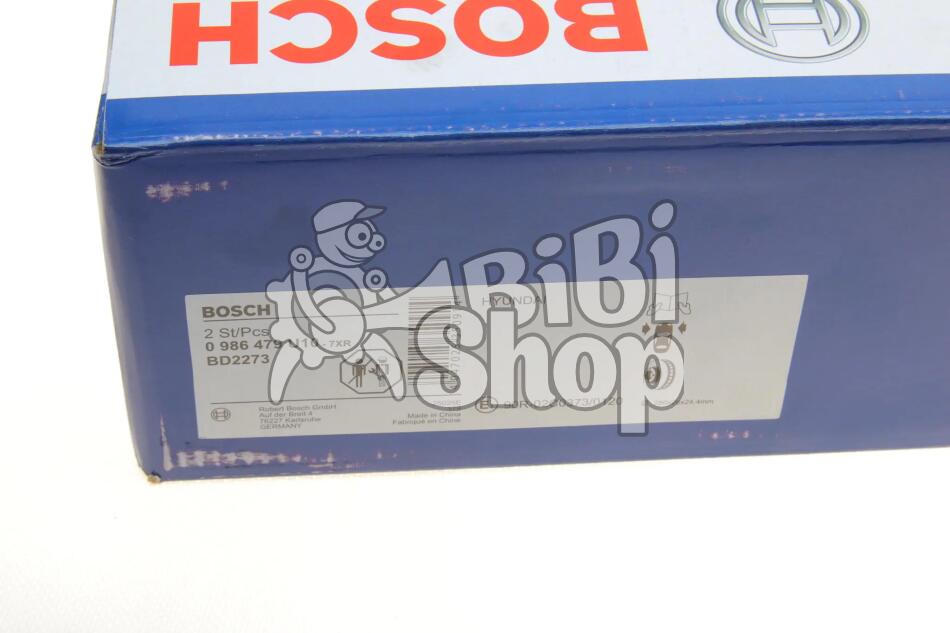 BOSCH
BiBi
Shop
BOSCH
2 St/Pcs
0 986 479 U10 - 7XR
BD2273
HYUNDAI
Robert Bosch GmbH
Auf der Breit 4
76227 Karlsruhe
GERMANY
Made in China
Fabriqué en China